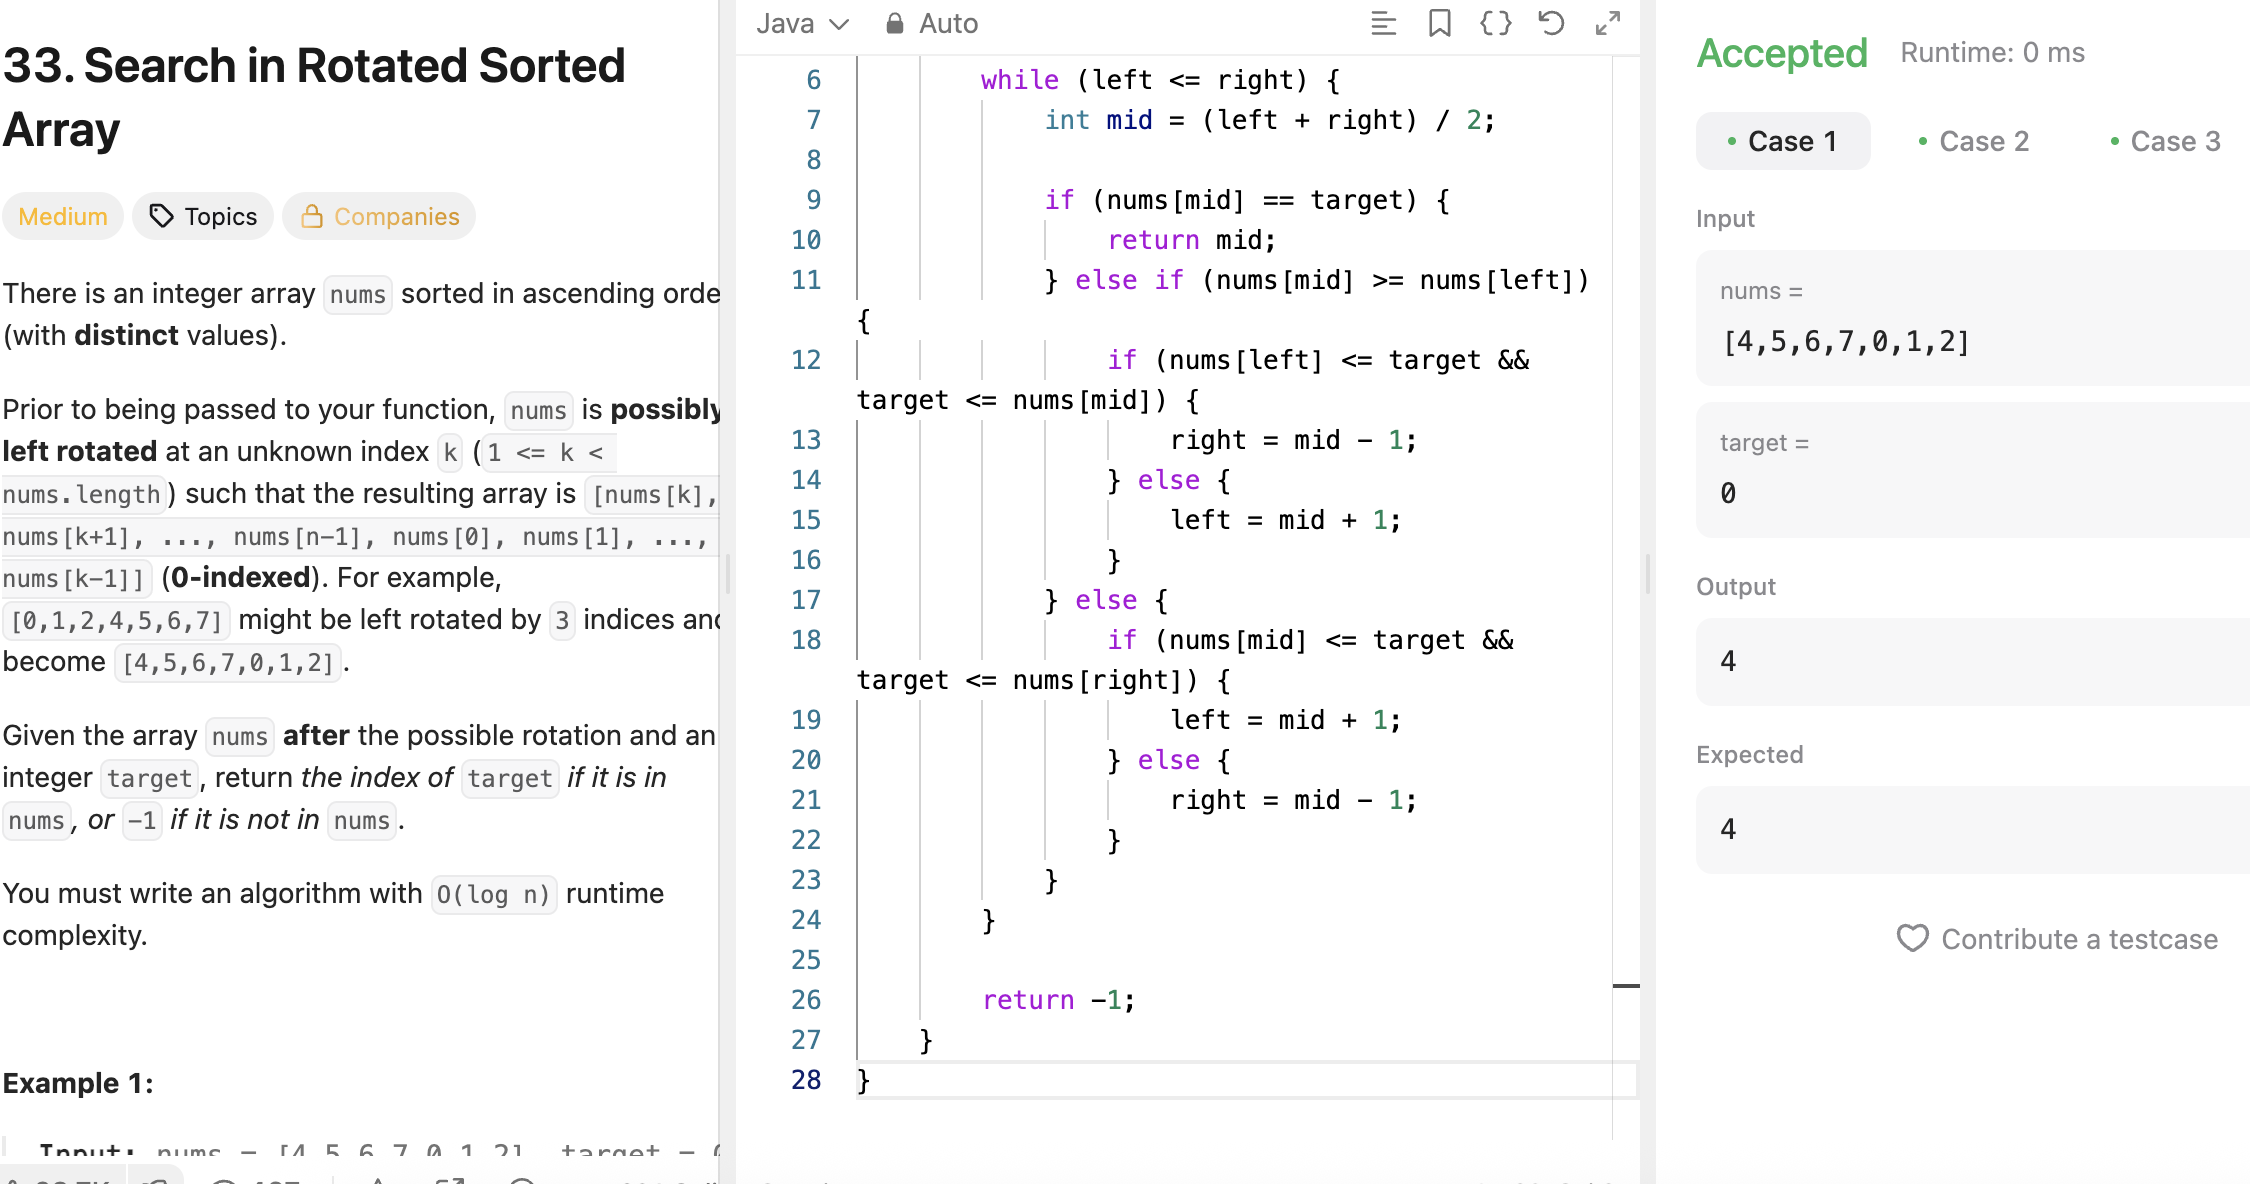 33. Search in Rotated Sorted
Array
Medium Topics Companies
There is an integer array nums sorted in ascending orde
(with distinct values).
Prior to being passed to your function, nums is possibly
left rotated at an unknown index k (1 <= k <
nums.length) such that the resulting array is [nums[k],
nums[k+1], ..., nums[n-1], nums[0], nums[1], ...,
nums[k-1]] (0-indexed). For example,
[0,1,2,4,5,6,7] might be left rotated by 3 indices and
become [4,5,6,7,0,1,2].
Given the array nums after the possible rotation and an
integer target, return the index of target if it is in
nums, or -1 if it is not in nums.
You must write an algorithm with O(log n) runtime
complexity.
Example 1:
Input: nums = [4,5,6,7,0,1,2], target = 0
Java Auto
6 while (left <= right) {
7 int mid = (left + right) / 2;
8
9 if (nums[mid] == target) {
10 return mid;
11 } else if (nums[mid] >= nums[left])
{
12 if (nums[left] <= target &&
target <= nums[mid]) {
13 right = mid - 1;
14 } else {
15 left = mid + 1;
16 }
17 } else {
18 if (nums[mid] <= target &&
target <= nums[right]) {
19 left = mid + 1;
20 } else {
21 right = mid - 1;
22 }
23 }
24 }
25
26 return -1;
27 }
28 }
Accepted Runtime: 0 ms
• Case 1 • Case 2 • Case 3
Input
nums =
[4,5,6,7,0,1,2]
target =
0
Output
4
Expected
4
Contribute a testcase